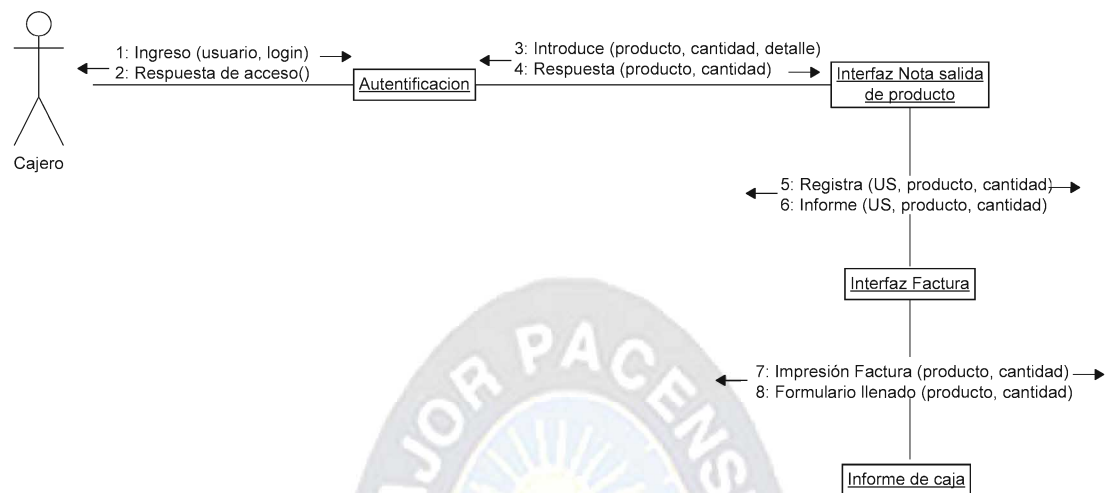 1: Ingreso (usuario, login)
2: Respuesta de acceso()
3: Introduce (producto, cantidad, detalle)
4: Respuesta (producto, cantidad)
Autentificacion
Interfaz Nota salida
de producto
Cajero
5: Registra (US, producto, cantidad)
6: Informe (US, producto, cantidad)
Interfaz Factura
7: Impresión Factura (producto, cantidad)
8: Formulario llenado (producto, cantidad)
Informe de caja